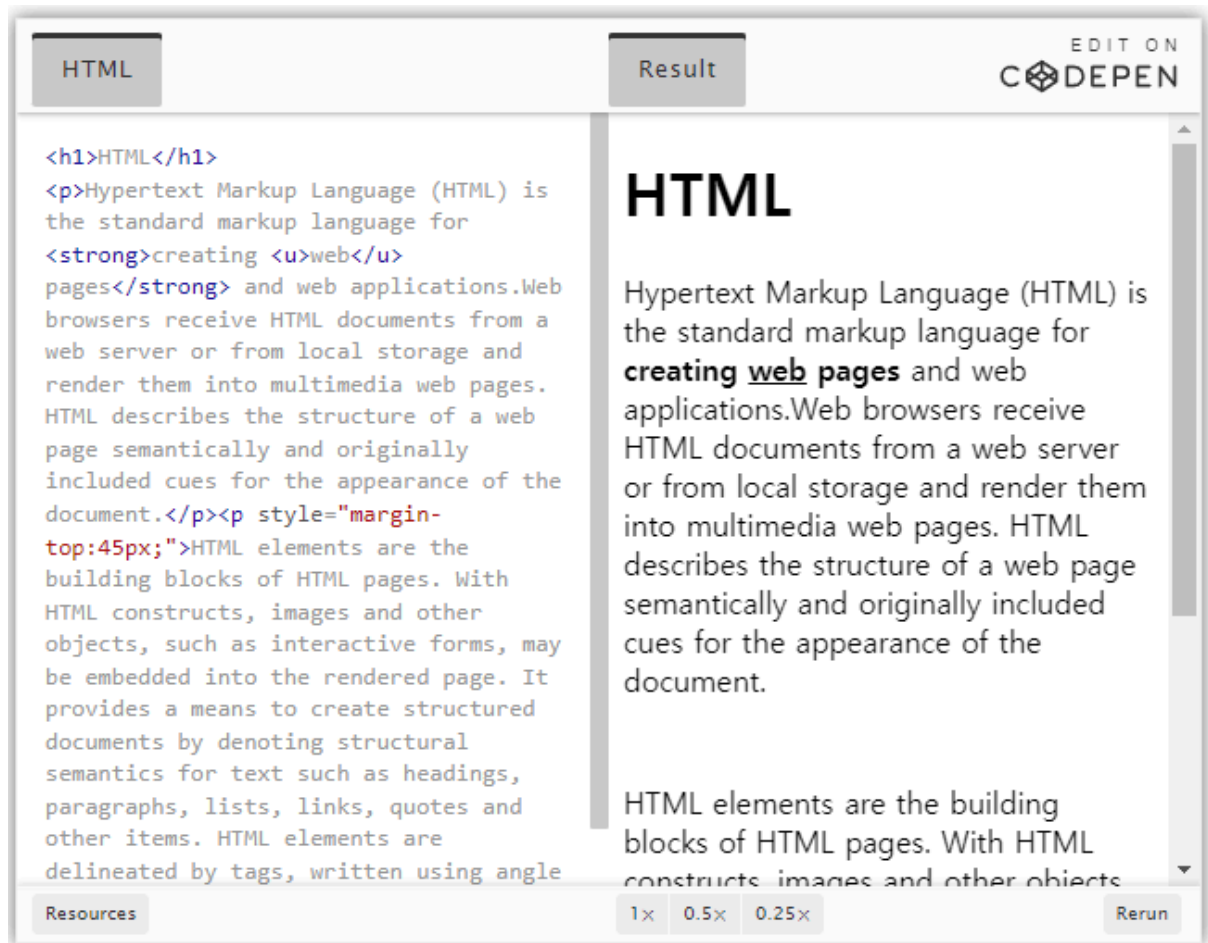 HTML
Result
EDIT ON
CODEPEN
<h1>HTML</h1>
<p>Hypertext Markup Language (HTML) is
the standard markup language for
<strong>creating <u>web</u>
pages</strong> and web applications.Web
browsers receive HTML documents from a
web server or from local storage and
render them into multimedia web pages.
HTML describes the structure of a web
page semantically and originally
included cues for the appearance of the
document.</p><p style="margin-
top:45px;">HTML elements are the
building blocks of HTML pages. With
HTML constructs, images and other
objects, such as interactive forms, may
be embedded into the rendered page. It
provides a means to create structured
documents by denoting structural
semantics for text such as headings,
paragraphs, lists, links, quotes and
other items. HTML elements are
delineated by tags, written using angle
HTML
Hypertext Markup Language (HTML) is
the standard markup language for
creating web pages and web
applications.Web browsers receive
HTML documents from a web server
or from local storage and render them
into multimedia web pages. HTML
describes the structure of a web page
semantically and originally included
cues for the appearance of the
document.
HTML elements are the building
blocks of HTML pages. With HTML
constructs, images and other objects
Resources
1× 0.5× 0.25×
Rerun